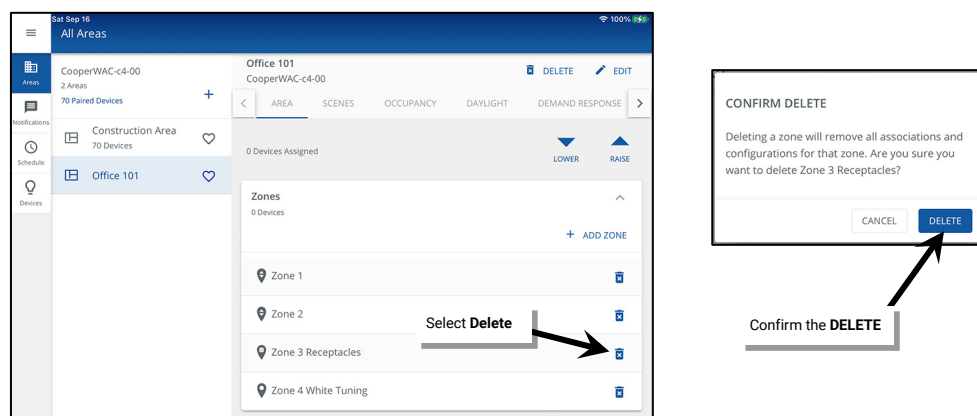 Sat Sep 16
100%
All Areas
Areas
Notifications
Schedule
Devices
CooperWAC-c4-00
2 Areas
70 Paired Devices
+
Construction Area
70 Devices
Office 101
Office 101
CooperWAC-c4-00
DELETE
EDIT
AREA SCENES OCCUPANCY DAYLIGHT DEMAND RESPONSE
0 Devices Assigned
LOWER
RAISE
Zones
0 Devices
+ ADD ZONE
Zone 1
Zone 2
Zone 3 Receptacles
Zone 4 White Tuning
Select Delete
CONFIRM DELETE
Deleting a zone will remove all associations and
configurations for that zone. Are you sure you
want to delete Zone 3 Receptacles?
CANCEL
DELETE
Confirm the DELETE